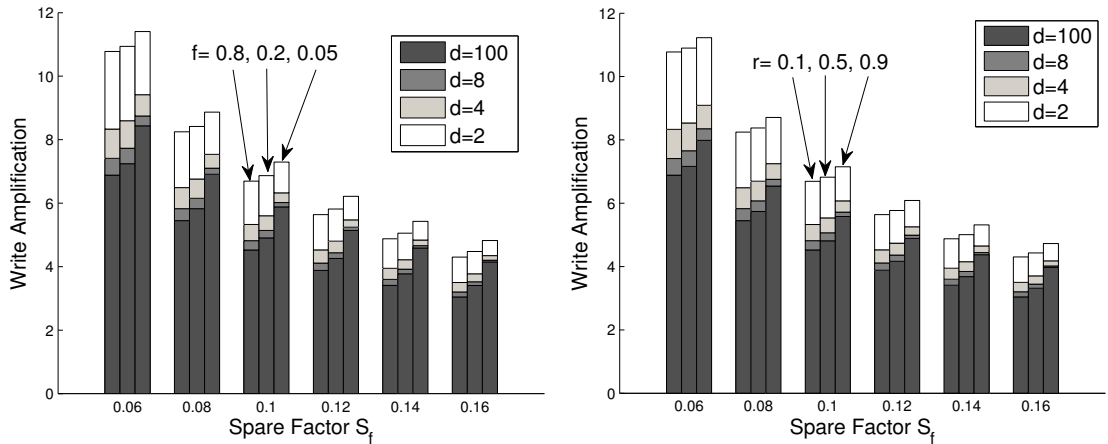 12
10
8
6
4
2
0
Write Amplification
f= 0.8, 0.2, 0.05
d=100
d=8
d=4
d=2
0.06 0.08 0.1 0.12 0.14 0.16
Spare Factor S_f
12
10
8
6
4
2
0
Write Amplification
r= 0.1, 0.5, 0.9
d=100
d=8
d=4
d=2
0.06 0.08 0.1 0.12 0.14 0.16
Spare Factor S_f